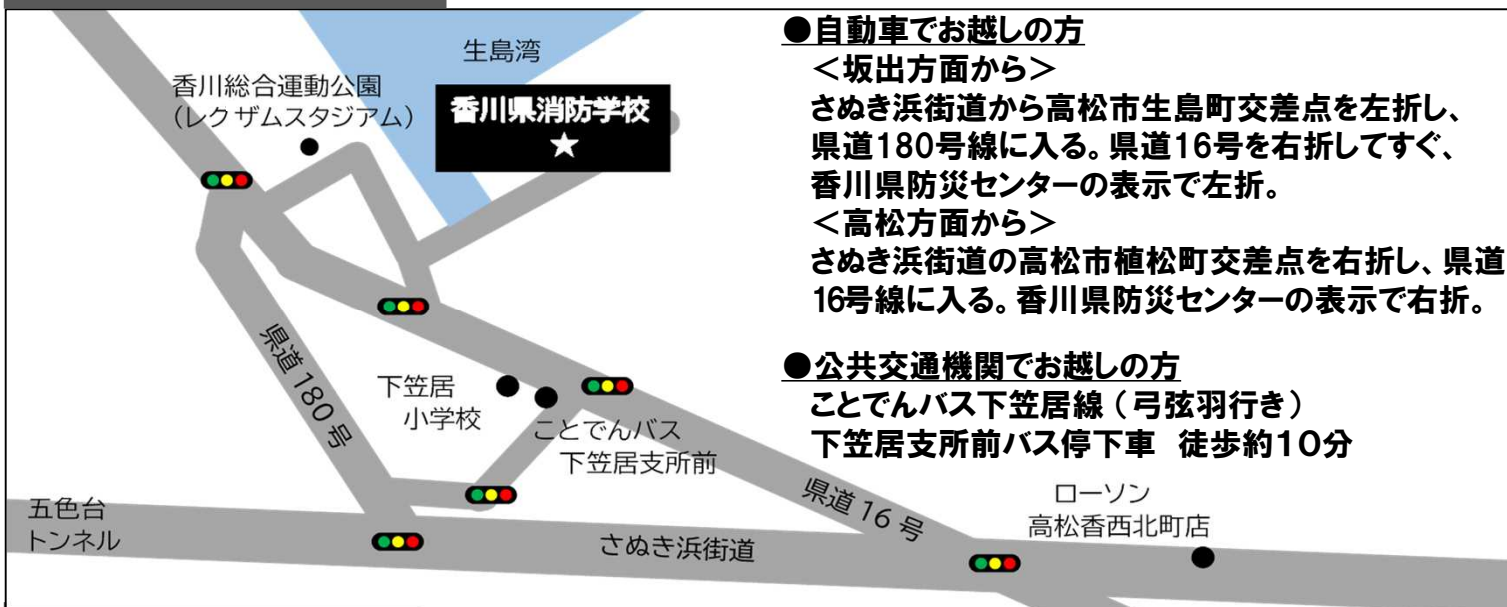 生島湾
香川総合運動公園
（レクザムスタジアム）
香川県消防学校
★
県道180号
下笠居
小学校
ことでんバス
下笠居支所前
県道16号
五色台
トンネル
さぬき浜街道
ローソン
高松香西北町店
●自動車でお越しの方
＜坂出方面から＞
さぬき浜街道から高松市生島町交差点を左折し、
県道180号線に入る。県道16号を右折してすぐ、
香川県防災センターの表示で左折。
＜高松方面から＞
さぬき浜街道の高松市植松町交差点を右折し、県道
16号線に入る。香川県防災センターの表示で右折。
●公共交通機関でお越しの方
ことでんバス下笠居線（弓弦羽行き）
下笠居支所前バス停下車　徒歩約10分